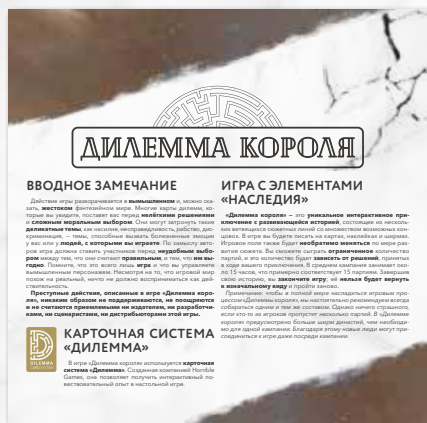 ДИЛЕММА КОРОЛЯ
ВВОДНОЕ ЗАМЕЧАНИЕ
Действие игры разворачивается в вымышленном и, можно ска-
зать, жестоком фэнтезийном мире. Многие карты дилемм, ко-
торые вы увидите, поставят вас перед нелёгкими решениями
и сложным моральным выбором. Они могут затронуть такие
деликатные темы, как насилие, несправедливость, рабство, дис-
криминация, – темы, способные вызвать болезненные эмоции
у вас или у людей, с которыми вы играете. По замыслу авто-
ров игра должна ставить участников перед неудобным выбо-
ром между тем, что они считают правильным, и тем, что им вы-
годно. Помните, что это всего лишь игра и что вы управляете
вымышленным персонажем. Несмотря на то, что игровой мир
похож на реальный, ничто не должно восприниматься как дей-
ствительность.
Преступные действия, описанные в игре «Дилемма коро-
ля», никаким образом не поддерживаются, не поощряются
и не считаются приемлемыми ни издателем, ни разработчи-
ками, ни сценаристами, ни дистрибьюторами этой игры.
DILEMMA
КАРТОЧНАЯ СИСТЕМА
«ДИЛЕММА»
В игре «Дилемма короля» используется карточная
система «Дилемма». Созданная компанией Horrible
Games, она позволяет получить интерактивный по-
вествовательный опыт в настольной игре.
ИГРА С ЭЛЕМЕНТАМИ
«НАСЛЕДИЯ»
«Дилемма короля» – это уникальное интерактивное при-
ключение с развивающейся историей, состоящее из несколь-
ких ветвящихся сюжетных линий со множеством возможных кон-
цовок. В игре вы будете писать на картах, наклейках и ширмах.
Игровое поле также будет необратимо меняться по мере раз-
вития сюжета. Вы сможете сыграть ограниченное количество
партий, и это количество будет зависеть от решений, принятых
в ходе вашего приключения. В среднем кампания занимает око-
ло 15 часов, что примерно соответствует 15 партиям. Завершив
свою историю, вы закончите игру, её нельзя будет вернуть
к изначальному виду и пройти заново.
Примечание: чтобы в полной мере насладиться игровым про-
цессом «Дилеммы короля», мы настоятельно рекомендуем всегда
собираться одним и тем же составом. Однако ничего страшного,
если кто-то из игроков пропустит несколько партий. В «Дилемме
короля» предусмотрено больше династий, чем необходи-
мо для одной кампании. Благодаря этому новые люди могут при-
соединиться к игре даже посреди кампании.